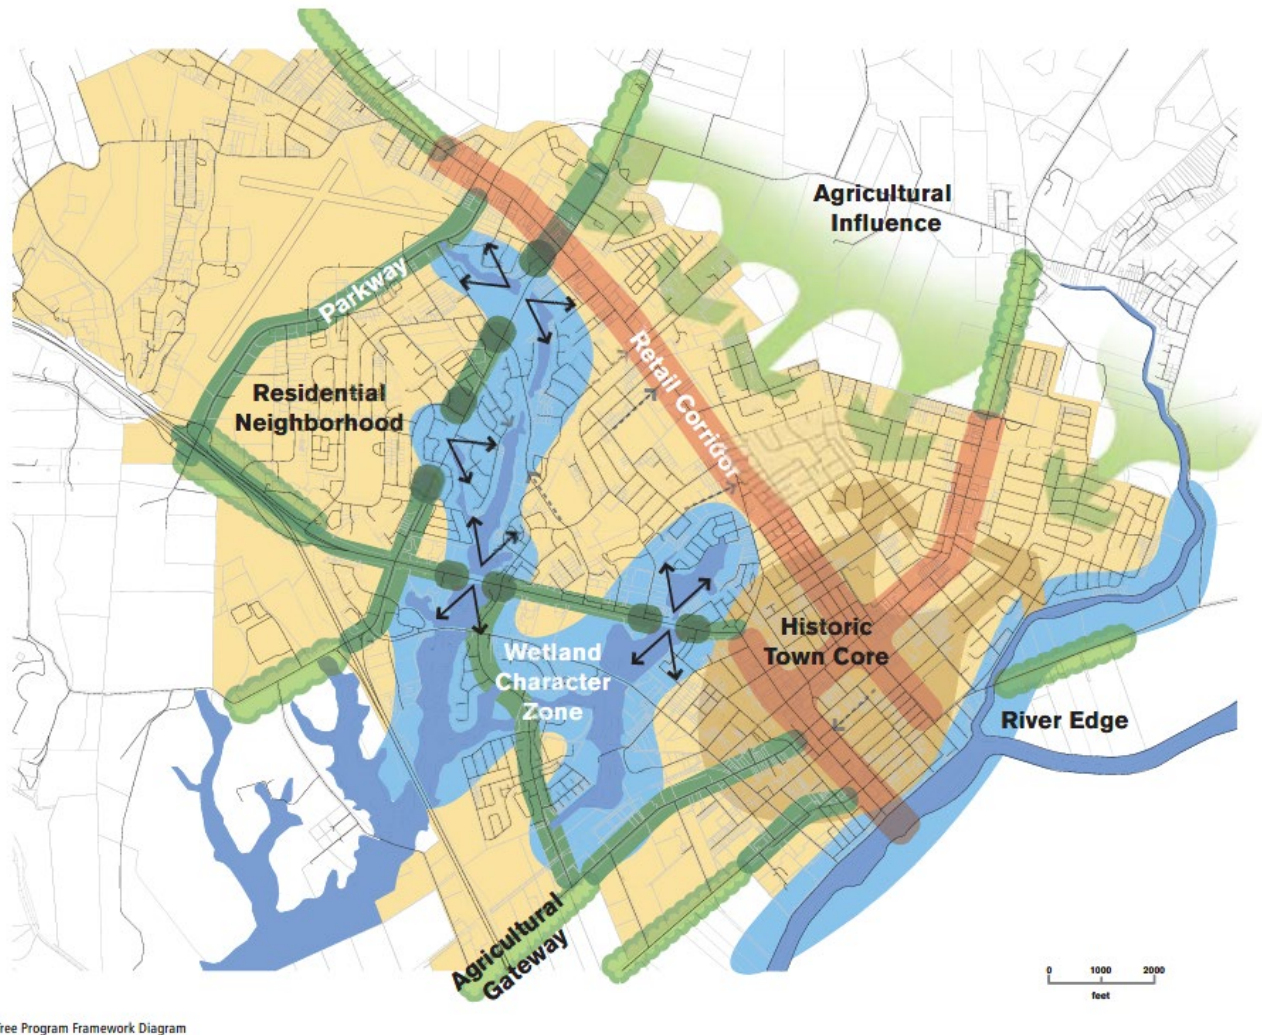 Agricultural
Influence
Parkway
Retail Corridor
Residential
Neighborhood
Historic
Town Core
Wetland
Character
Zone
River Edge
Agricultural
Gateway
0 1000 2000
feet
ree Program Framework Diagram